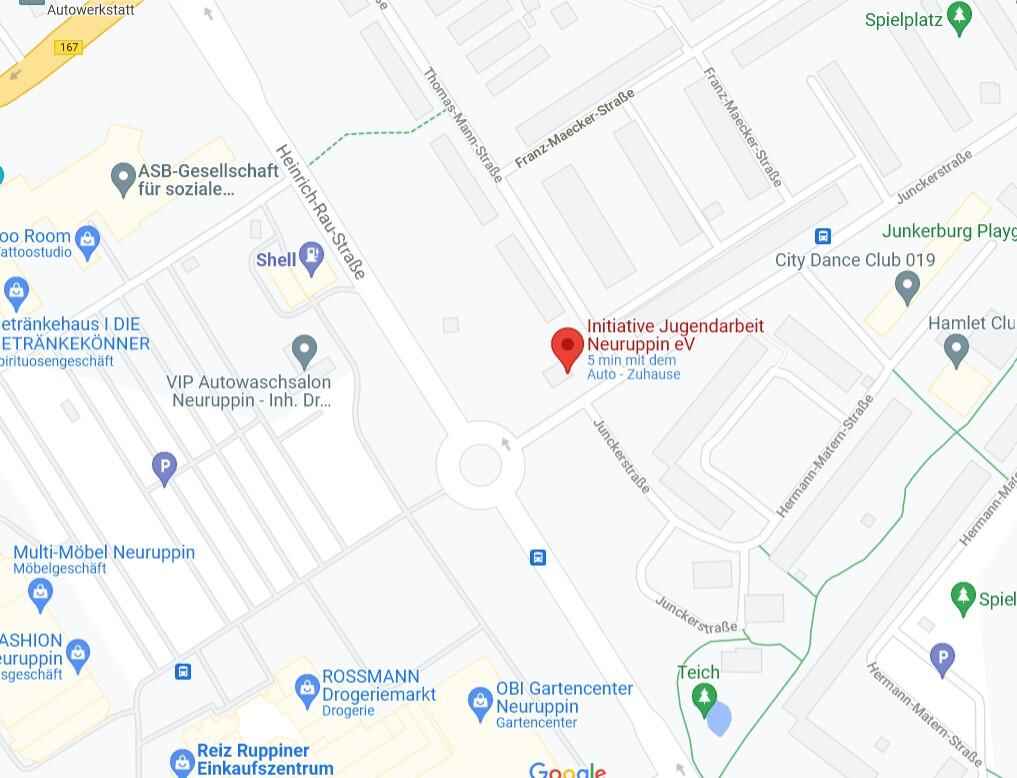 Autowerkstatt
167
Spielplatz
Thomas-Mann-Straße
Franz-Maecker-Straße
Franz-Maecker-Straße
Heinrich-Rau-Straße
ASB-Gesellschaft
für soziale...
Junckerstraße
oo Room
Tattoostudio
Shell
Junkerburg Playg
City Dance Club 019
etränkehaus I DIE
ETRÄNKEKÖNNER
pirituosengeschäft
Initiative Jugendarbeit
Neuruppin eV
5 min mit dem
Auto - Zuhause
Hamlet Clu
VIP Autowaschsalon
Neuruppin - Inh. Dr...
Junckerstraße
Hermann-Matern-Straße
P
Hermann-Mat
Multi-Möbel Neuruppin
Möbelgeschäft
Junckerstraße
Spiel
ASHION
euruppin
sgeschäft
P
Hermann-Matern-Straße
ROSSMANN
Drogeriemarkt
Drogerie
OBI Gartencenter
Neuruppin
Gartencenter
Teich
Reiz Ruppiner
Einkaufszentrum
Google